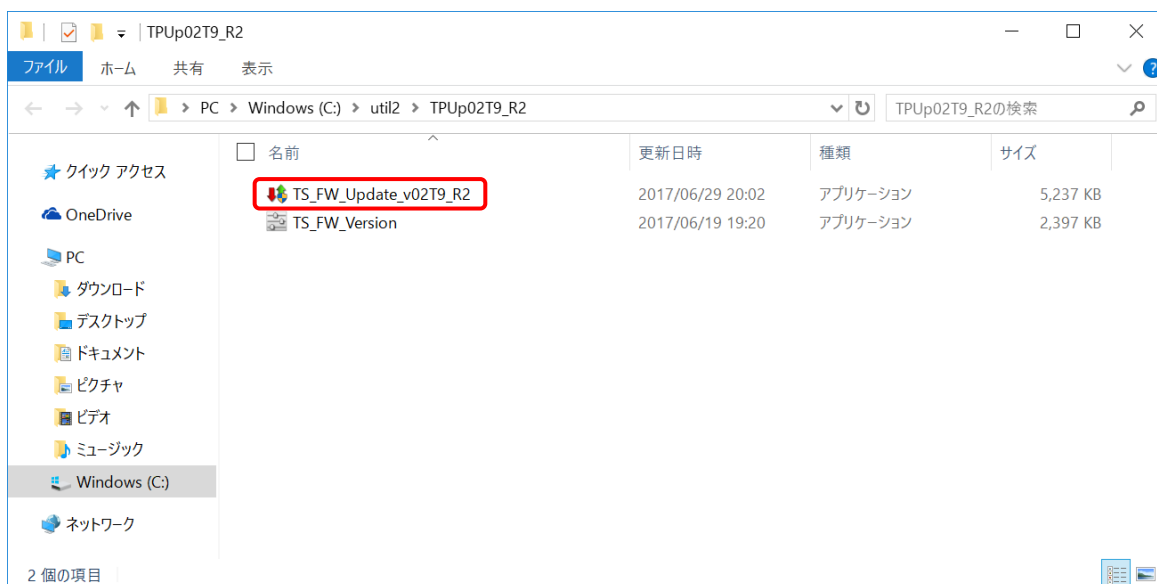 TPUp02T9_R2
ファイル ホーム 共有 表示
PC > Windows (C:) > util2 > TPUp02T9_R2 TPUp02T9_R2の検索
名前 更新日時 種類 サイズ
クイック アクセス
TS_FW_Update_v02T9_R2 2017/06/29 20:02 アプリケーション 5,237 KB
OneDrive
TS_FW_Version 2017/06/19 19:20 アプリケーション 2,397 KB
PC
ダウンロード
デスクトップ
ドキュメント
ピクチャ
ビデオ
ミュージック
Windows (C:)
ネットワーク
2 個の項目